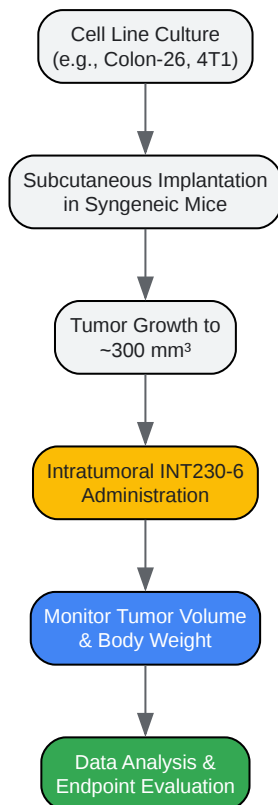 Cell Line Culture
(e.g., Colon-26, 4T1)
Subcutaneous Implantation
in Syngeneic Mice
Tumor Growth to
~300 mm³
Intratumoral INT230-6
Administration
Monitor Tumor Volume
& Body Weight
Data Analysis &
Endpoint Evaluation